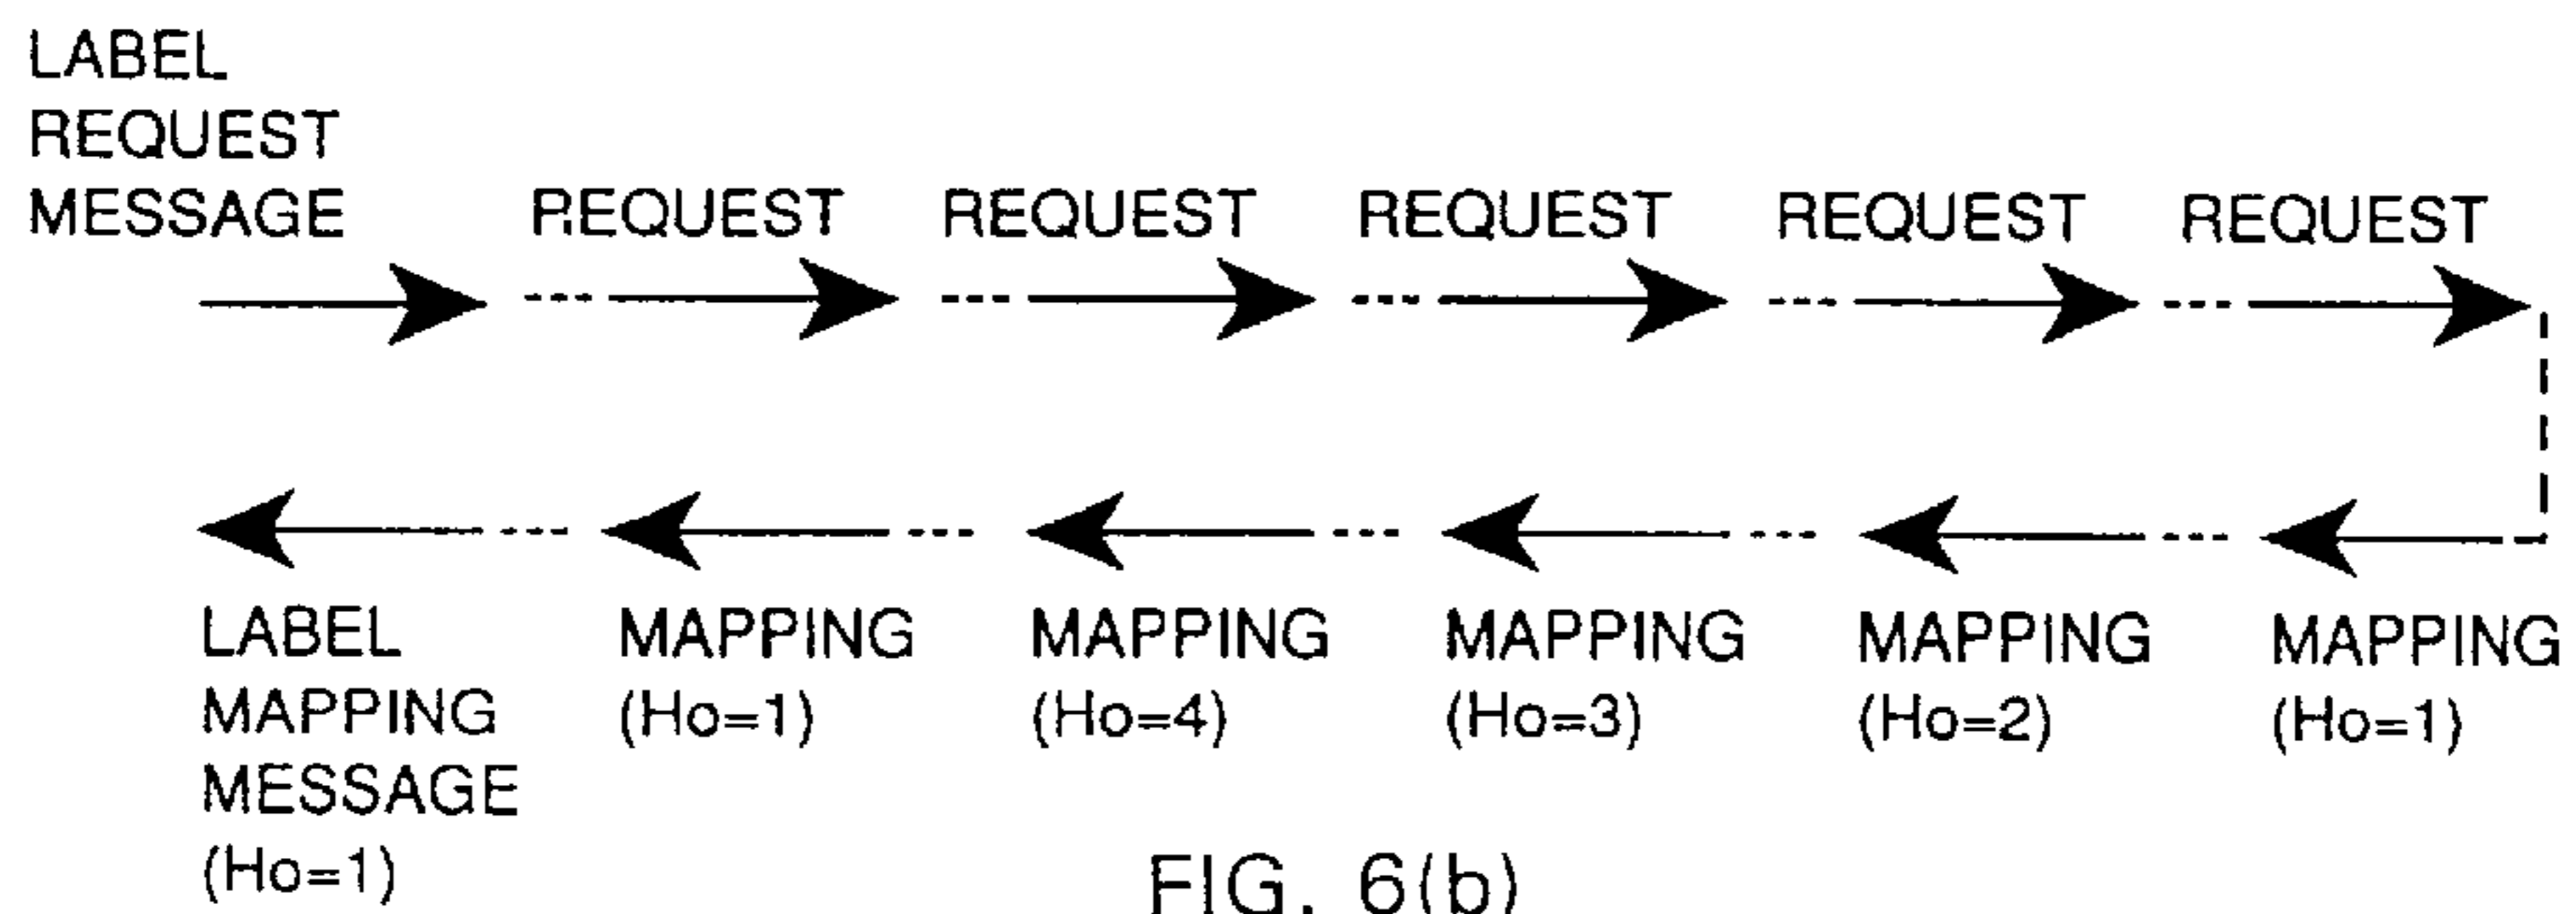 LABEL
REQUEST
MESSAGE REQUEST REQUEST REQUEST REQUEST REQUEST
LABEL
MAPPING
MESSAGE
(Ho=1)
MAPPING
(Ho=1)
MAPPING
(Ho=4)
MAPPING
(Ho=3)
MAPPING
(Ho=2)
MAPPING
(Ho=1)
FIG. 6(b)